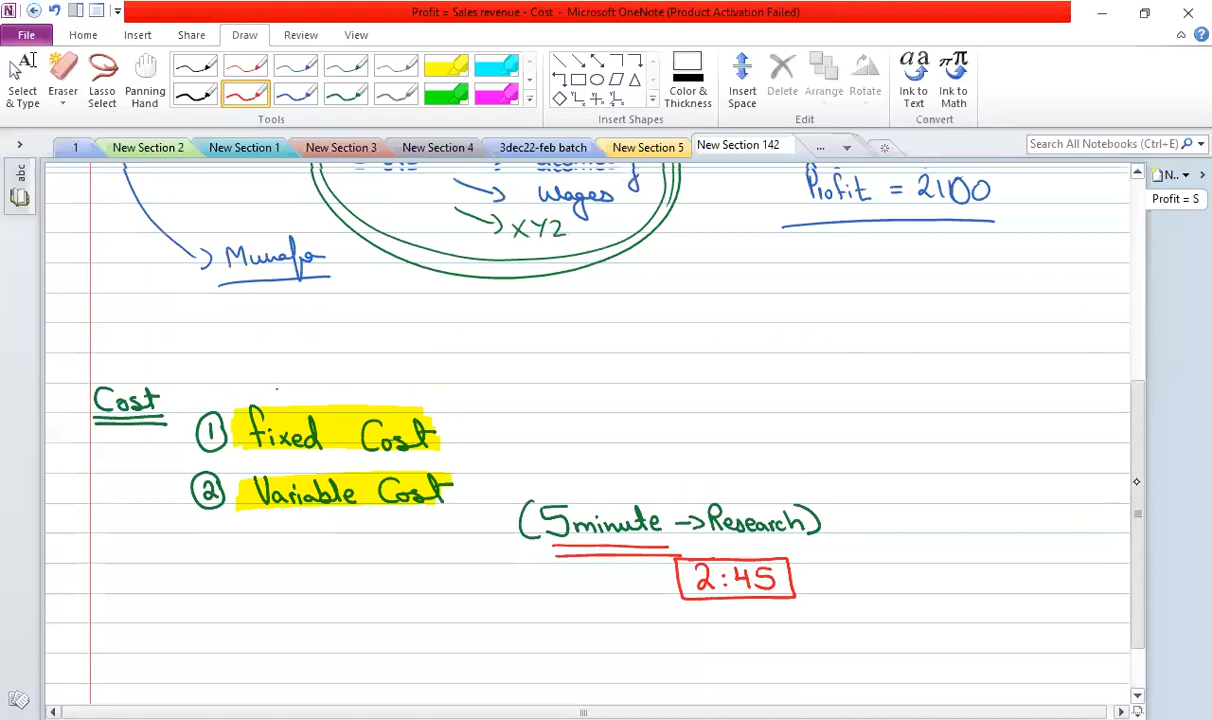 Profit = Sales revenue - Cost - Microsoft OneNote (Product Activation Failed)
File Home Insert Share Draw Review View
Select & Type Eraser Lasso Select Panning Hand Color & Thickness Insert Space Delete Arrange Rotate Ink to Text Ink to Math
Tools Insert Shapes Convert
1 New Section 2 New Section 1 New Section 3 New Section 4 3dec22-feb batch New Section 5 New Section 142 ... Search All Notebooks (Ctrl+E)
abc
N..
Profit = S
Profit = 2100
Wages
XYZ
Munafa
Cost
1 fixed Cost
2 Variable Cost
(5minute → Research)
2:45